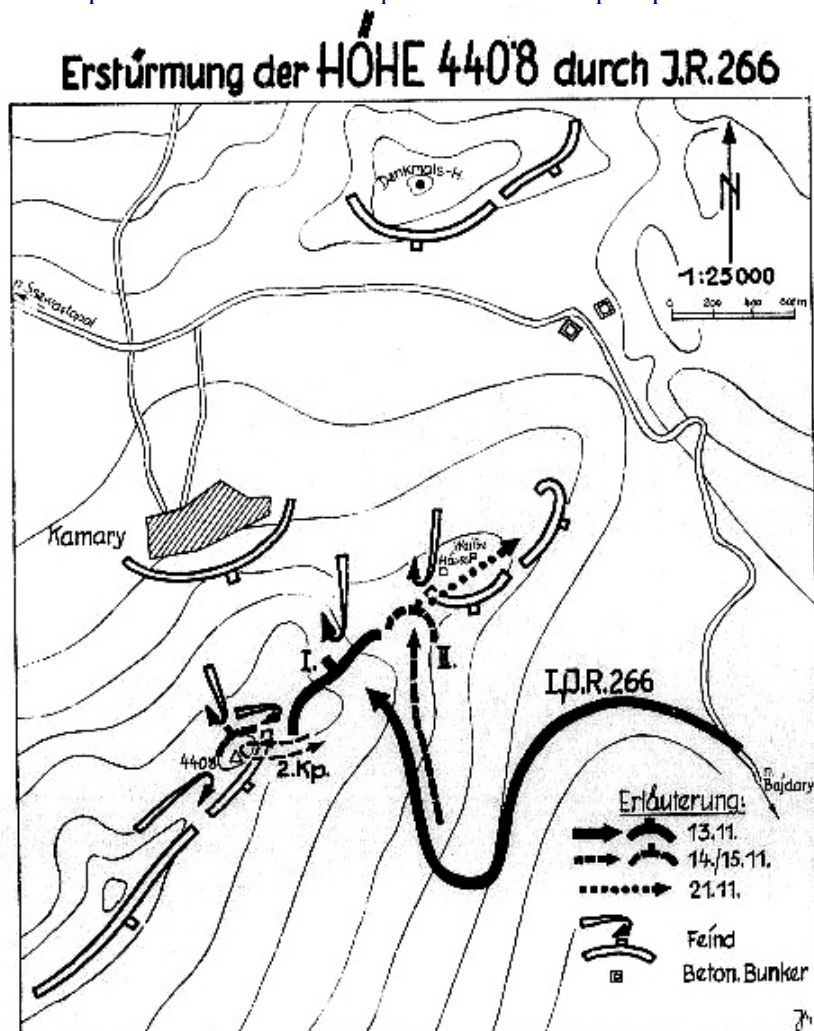 Erstürmung der HÖHE 440'8 durch J.R.266
Denkmals-H.
N
1:25000
0 200 400 600m
n. Ssewastopol
Kamary
Weiße
Häuser
I.
II.
I./J.R.266
440'8
2.Kp.
n. Bajdary
Erläuterung:
13.11.
14./15.11.
21.11.
Feind
Beton.Bunker